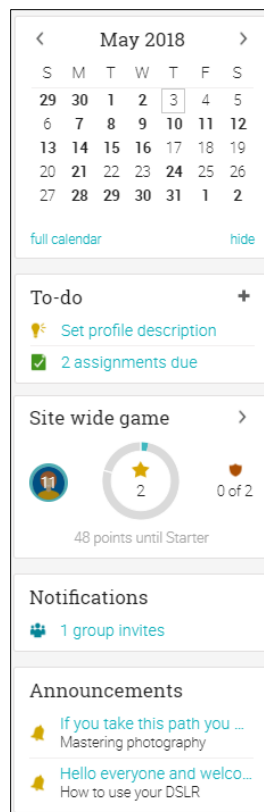 May 2018
S M T W T F S
29 30 1 2 3 4 5
6 7 8 9 10 11 12
13 14 15 16 17 18 19
20 21 22 23 24 25 26
27 28 29 30 31 1 2
full calendar hide
To-do
Set profile description
2 assignments due
Site wide game
11
2
0 of 2
48 points until Starter
Notifications
1 group invites
Announcements
If you take this path you ...
Mastering photography
Hello everyone and welco...
How to use your DSLR